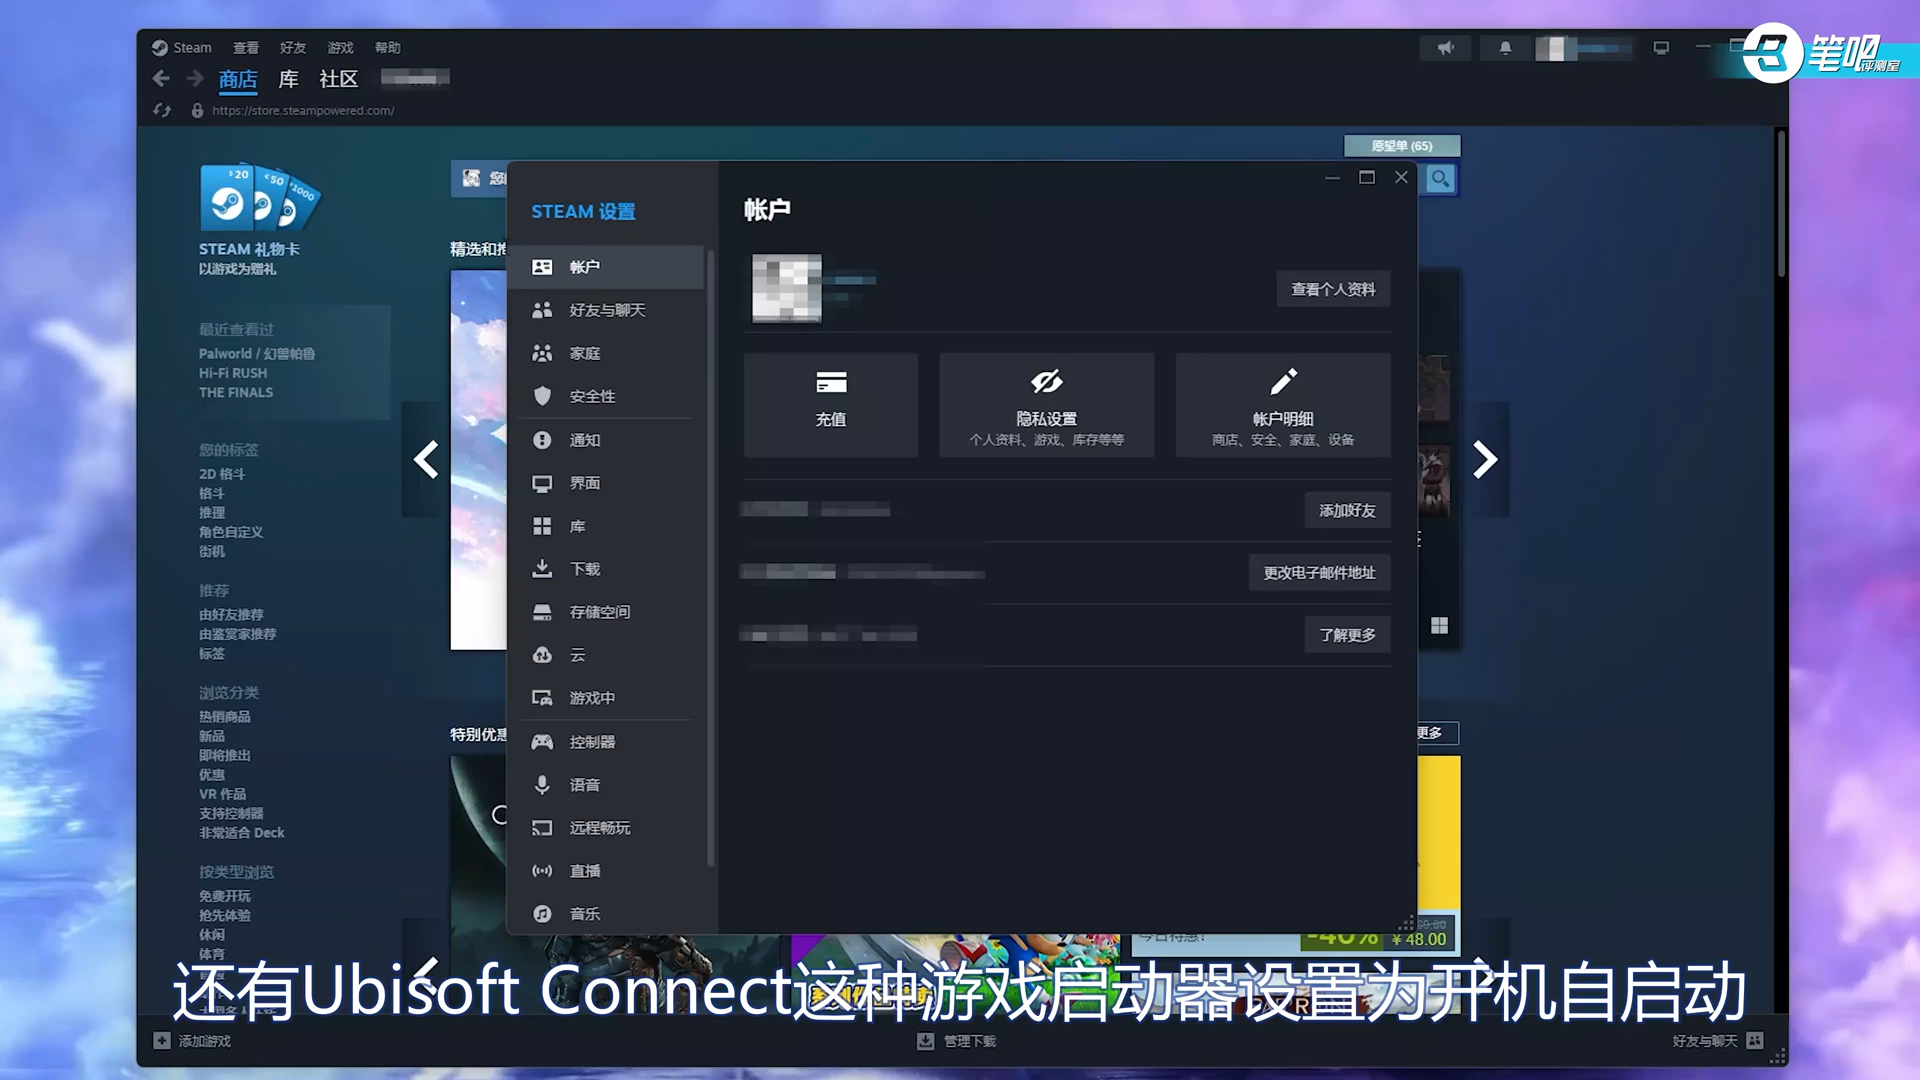 Steam 查看 好友 游戏 帮助
商店 库 社区
https://store.steampowered.com/
笔吧
评测室
愿望单 (65)
$20 €50 ¥1000
STEAM 礼物卡
以游戏为赠礼
最近查看过
Palworld / 幻兽帕鲁
Hi-Fi RUSH
THE FINALS
您的标签
2D 格斗
格斗
推理
角色自定义
街机
推荐
由好友推荐
由鉴赏家推荐
标签
浏览分类
热销商品
新品
即将推出
优惠
VR 作品
支持控制器
非常适合 Deck
按类型浏览
免费开玩
抢先体验
休闲
体育
精选和推
特别优惠
STEAM 设置
帐户
好友与聊天
家庭
安全性
通知
界面
库
下载
存储空间
云
游戏中
控制器
语音
远程畅玩
直播
音乐
帐户
查看个人资料
充值
隐私设置
个人资料、游戏、库存等等
帐户明细
商店、安全、家庭、设备
添加好友
更改电子邮件地址
了解更多
更多
今日特惠!
-40%
¥ 48.00
还有Ubisoft Connect这种游戏启动器设置为开机自启动
添加游戏
管理下载
好友与聊天